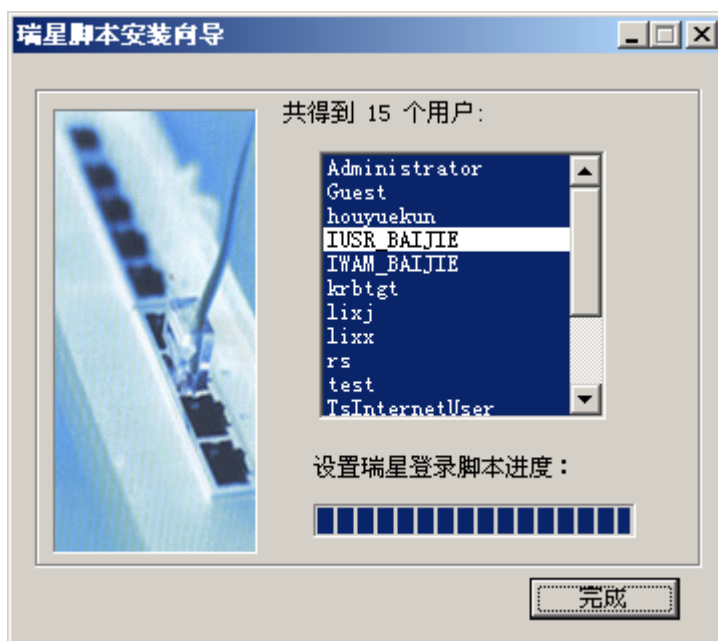 瑞星脚本安装向导
共得到 15 个用户:
Administrator
Guest
houyuekun
IUSR_BAIJIE
IWAM_BAIJIE
krbtgt
lixj
lixx
rs
test
TsInternetUser
设置瑞星登录脚本进度：
完成